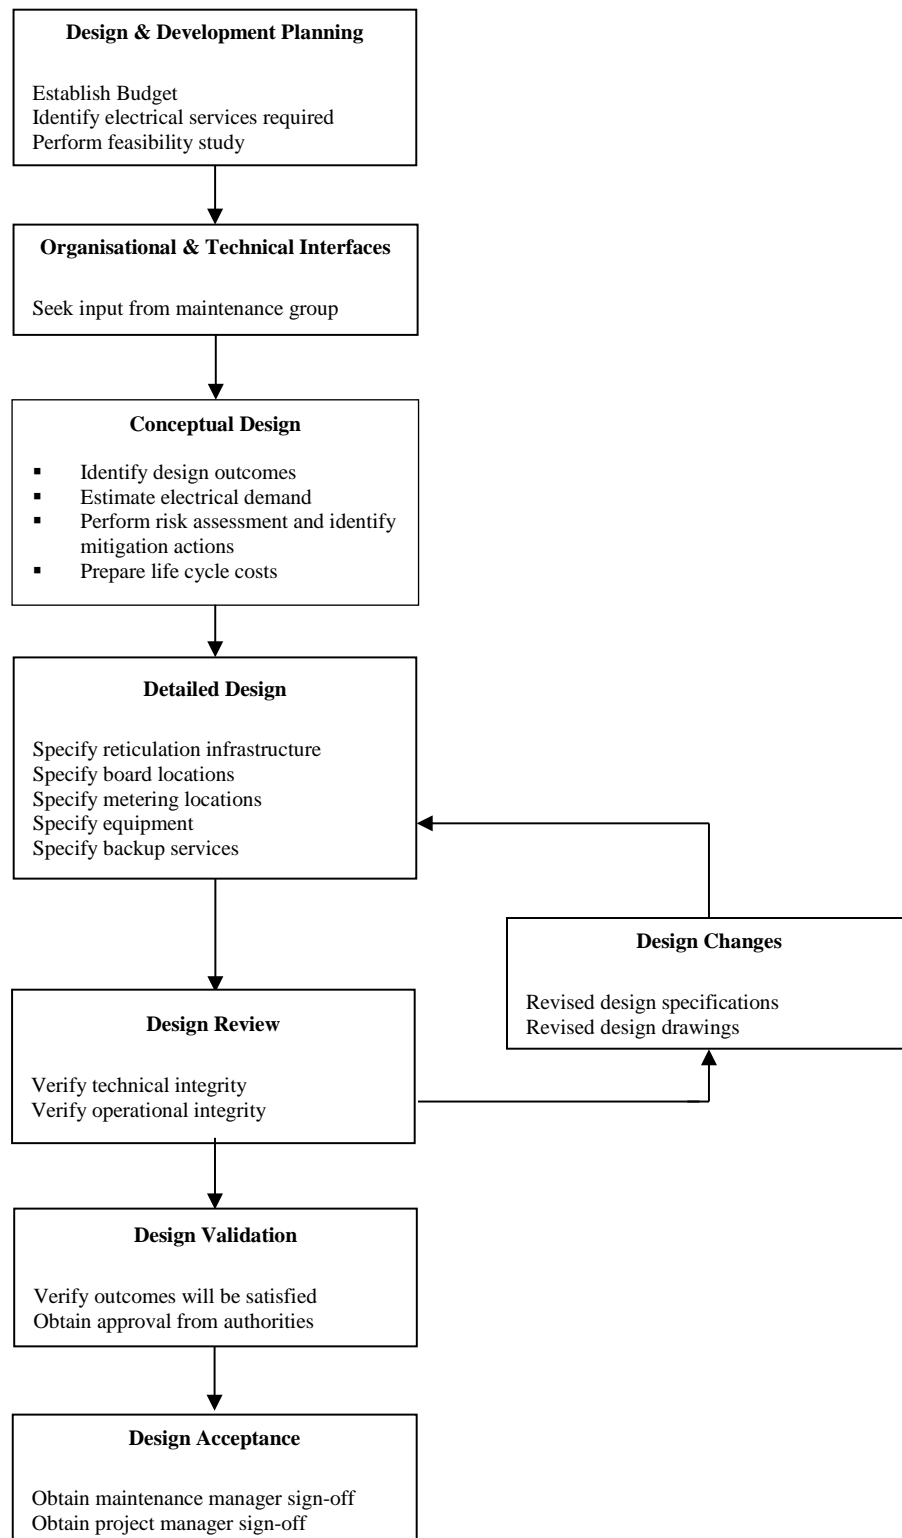 Design & Development Planning
Establish Budget
Identify electrical services required
Perform feasibility study
Organisational & Technical Interfaces
Seek input from maintenance group
Conceptual Design
▪ Identify design outcomes
▪ Estimate electrical demand
▪ Perform risk assessment and identify
mitigation actions
▪ Prepare life cycle costs
Detailed Design
Specify reticulation infrastructure
Specify board locations
Specify metering locations
Specify equipment
Specify backup services
Design Changes
Revised design specifications
Revised design drawings
Design Review
Verify technical integrity
Verify operational integrity
Design Validation
Verify outcomes will be satisfied
Obtain approval from authorities
Design Acceptance
Obtain maintenance manager sign-off
Obtain project manager sign-off